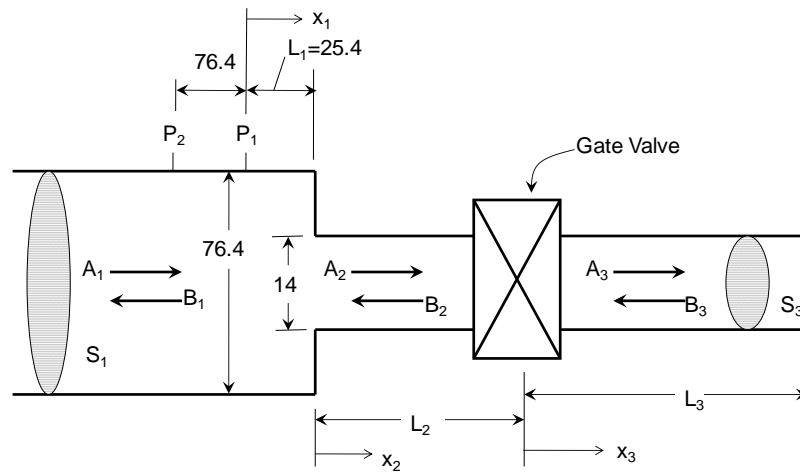 x₁
L₁=25.4
76.4
P₂ P₁
Gate Valve
A₁ 76.4 A₂ A₃
14
B₁ B₂ B₃ S₃
S₁
L₂ L₃
x₂ x₃